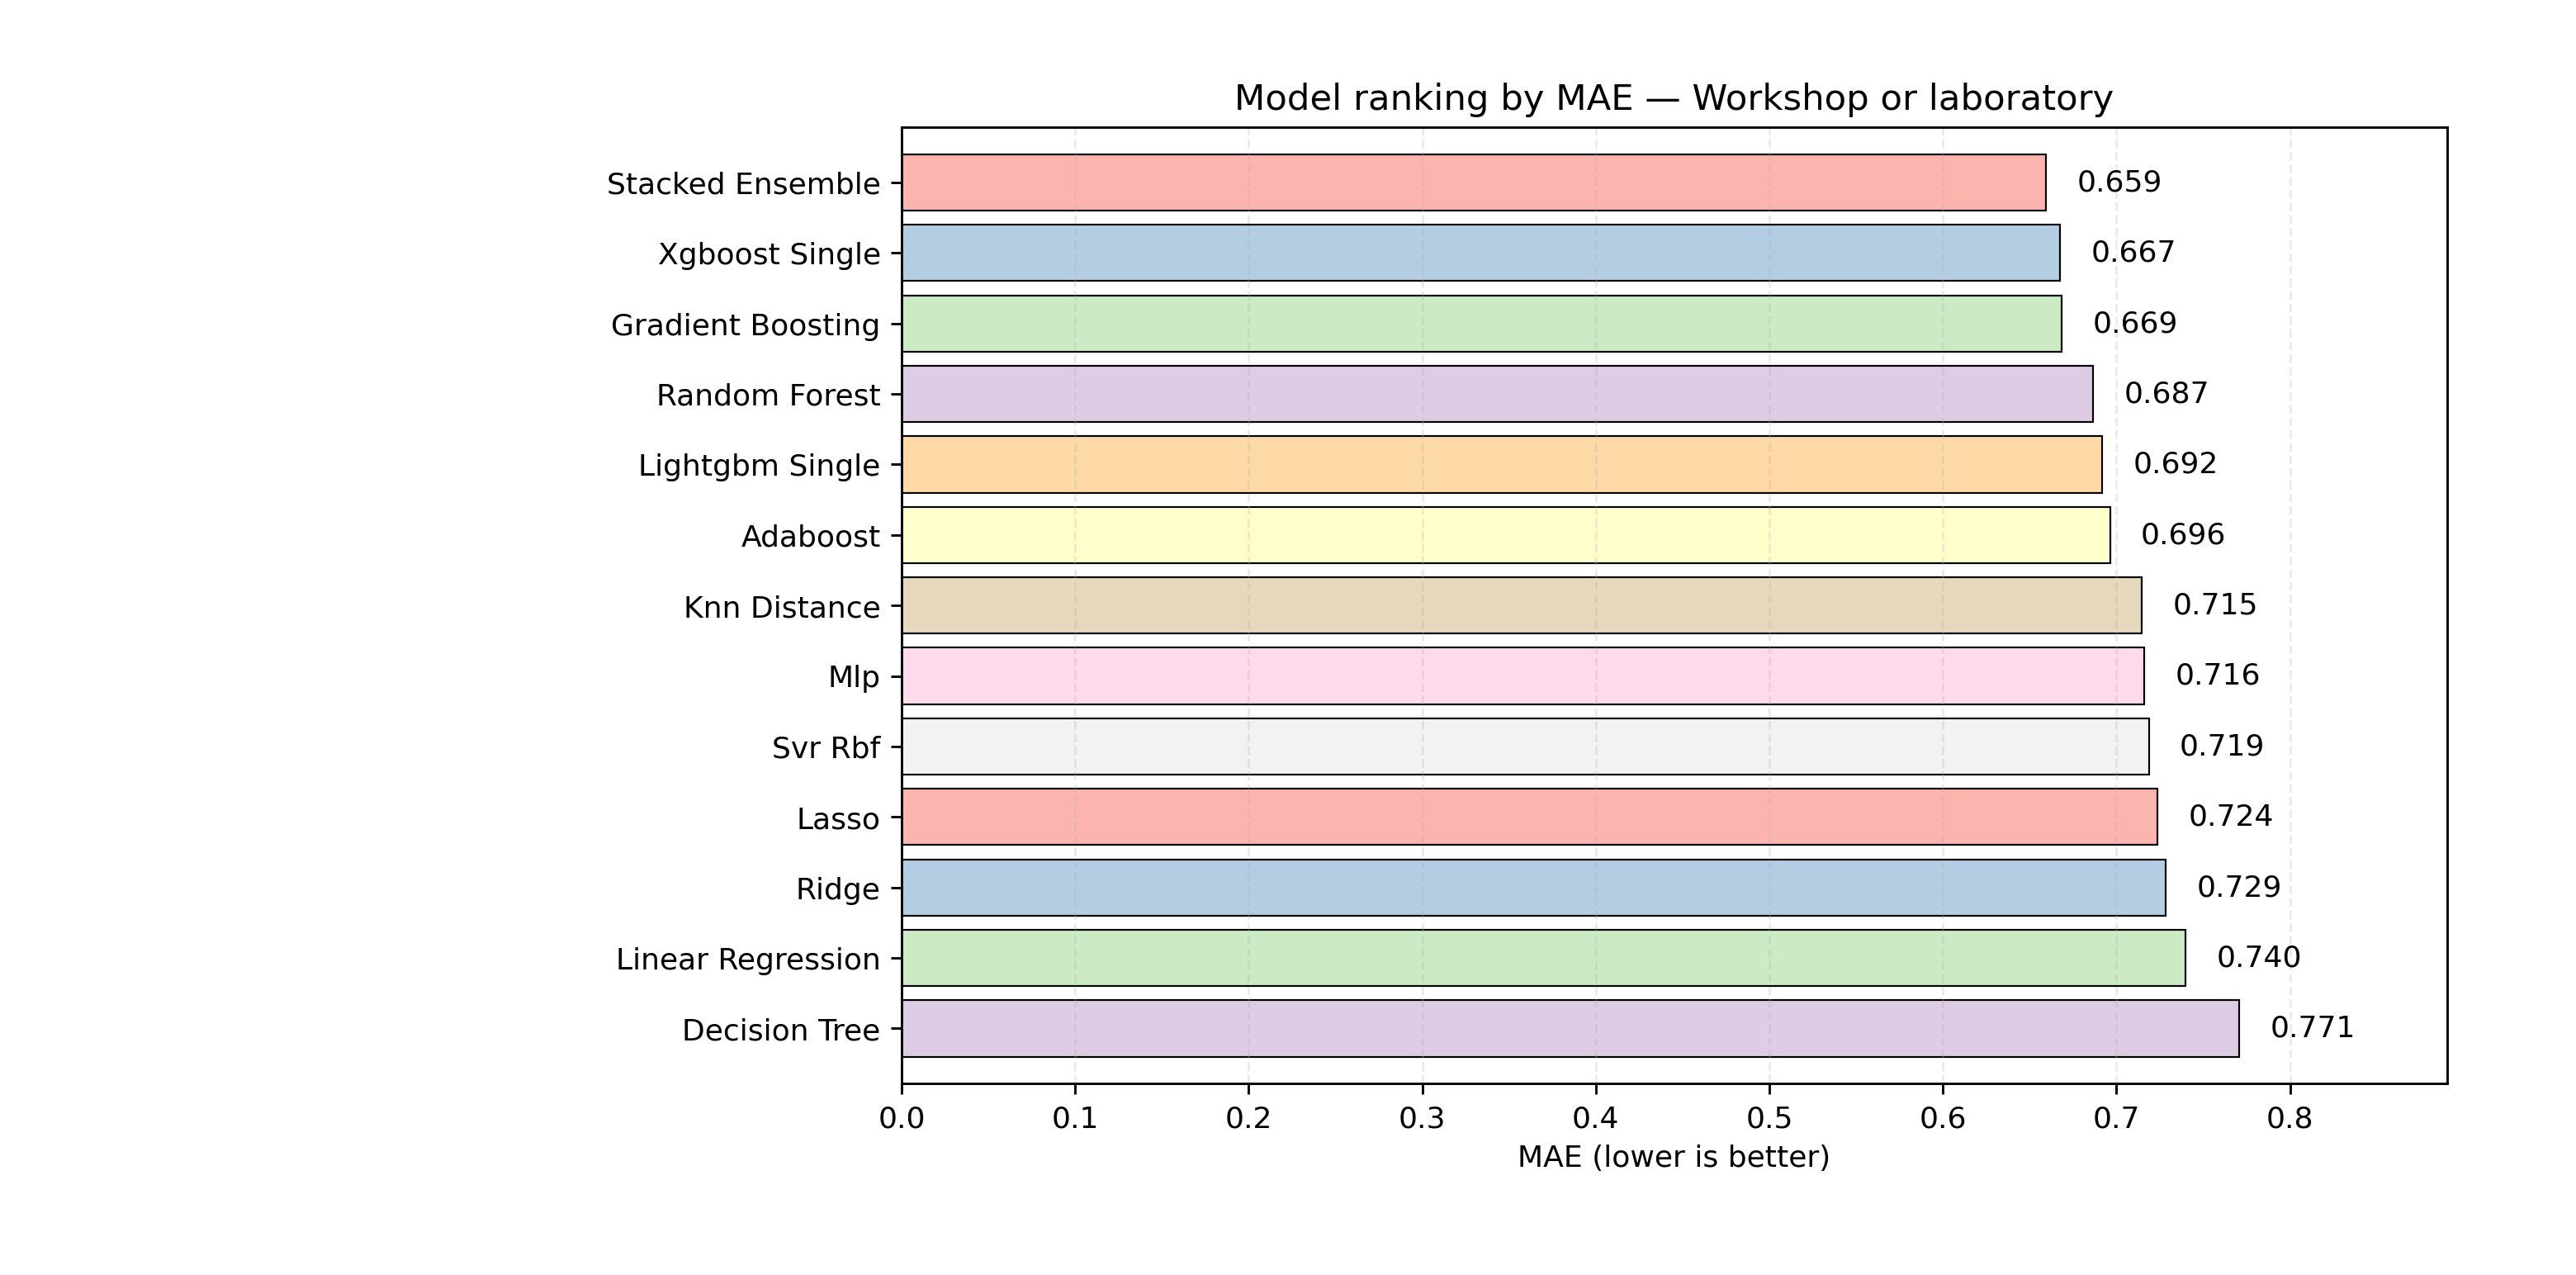 Model ranking by MAE — Workshop or laboratory
Stacked Ensemble 0.659
Xgboost Single 0.667
Gradient Boosting 0.669
Random Forest 0.687
Lightgbm Single 0.692
Adaboost 0.696
Knn Distance 0.715
Mlp 0.716
Svr Rbf 0.719
Lasso 0.724
Ridge 0.729
Linear Regression 0.740
Decision Tree 0.771
0.0 0.1 0.2 0.3 0.4 0.5 0.6 0.7 0.8
MAE (lower is better)